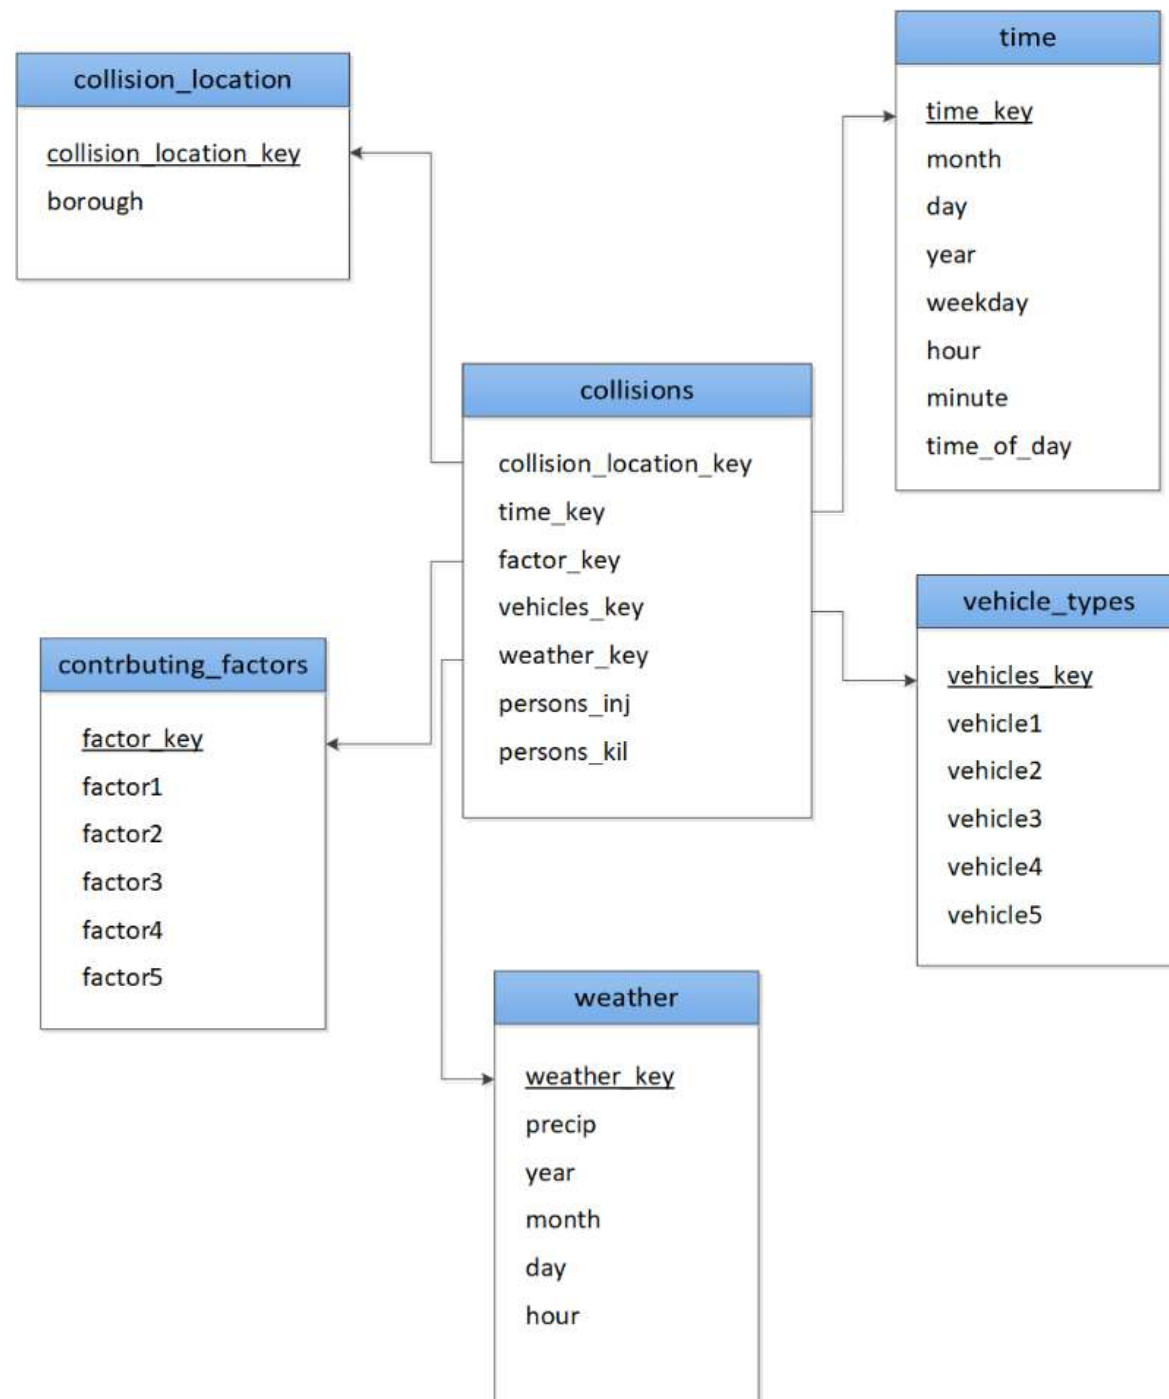 collision_location
collision_location_key
borough
time
time_key
month
day
year
weekday
hour
minute
time_of_day
collisions
collision_location_key
time_key
factor_key
vehicles_key
weather_key
persons_inj
persons_kil
contrbuting_factors
factor_key
factor1
factor2
factor3
factor4
factor5
vehicle_types
vehicles_key
vehicle1
vehicle2
vehicle3
vehicle4
vehicle5
weather
weather_key
precip
year
month
day
hour